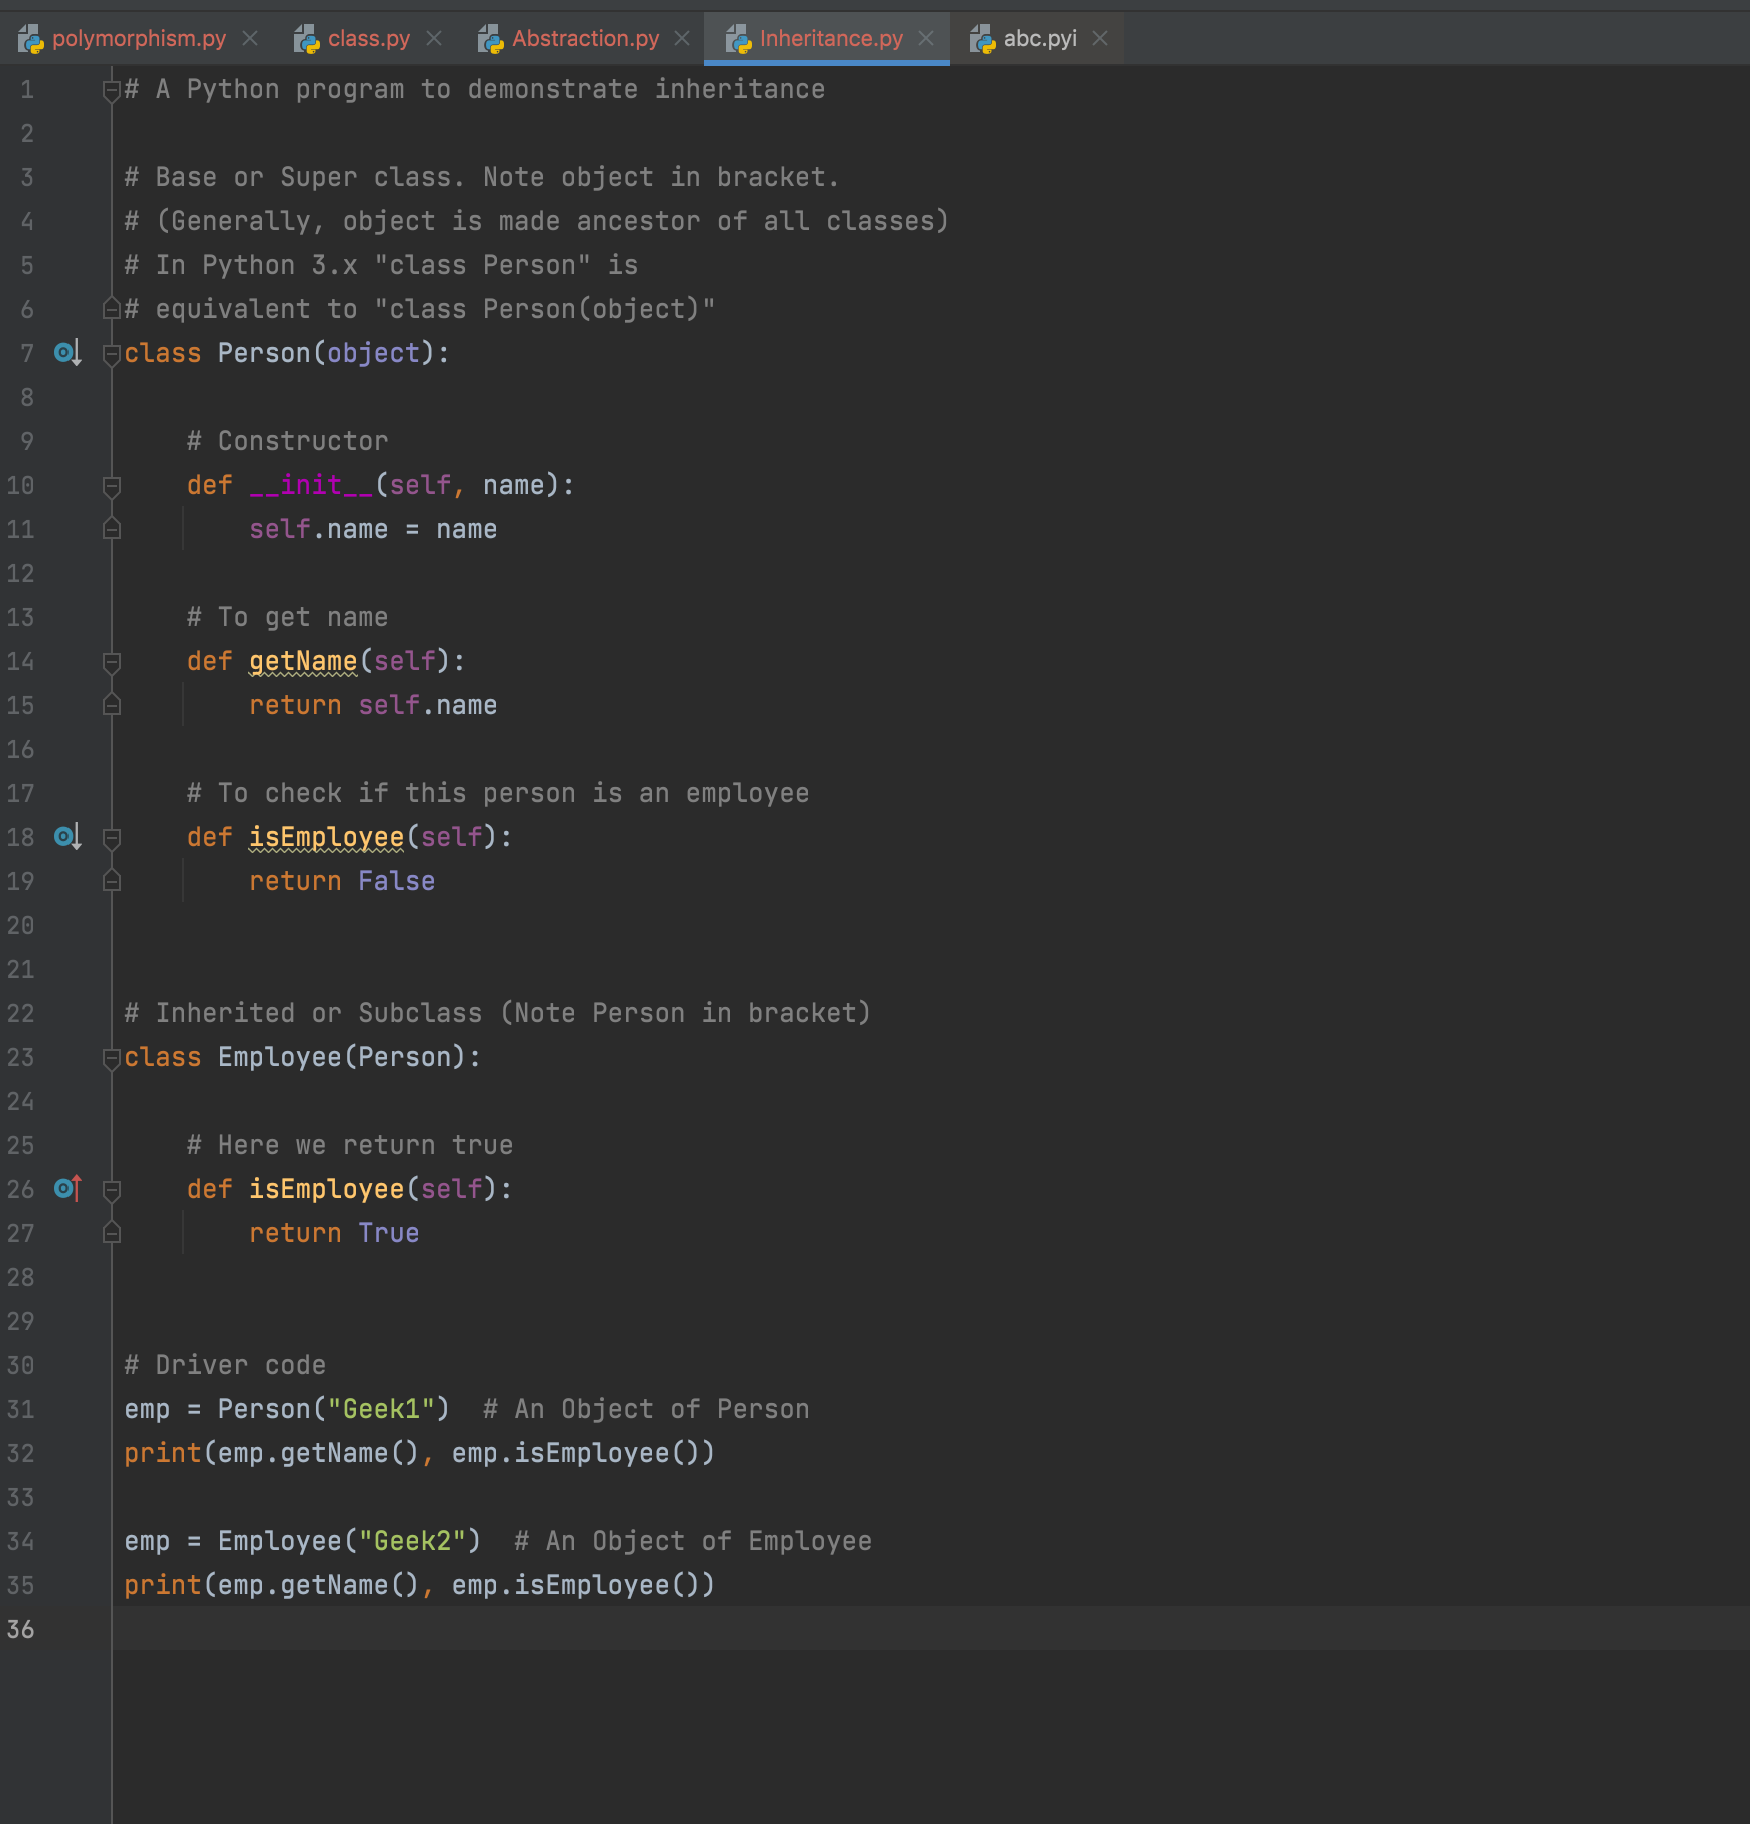 polymorphism.py class.py Abstraction.py Inheritance.py abc.pyi
1 # A Python program to demonstrate inheritance
2
3 # Base or Super class. Note object in bracket.
4 # (Generally, object is made ancestor of all classes)
5 # In Python 3.x "class Person" is
6 # equivalent to "class Person(object)"
7 class Person(object):
8
9     # Constructor
10     def __init__(self, name):
11         self.name = name
12
13     # To get name
14     def getName(self):
15         return self.name
16
17     # To check if this person is an employee
18     def isEmployee(self):
19         return False
20
21
22 # Inherited or Subclass (Note Person in bracket)
23 class Employee(Person):
24
25     # Here we return true
26     def isEmployee(self):
27         return True
28
29
30 # Driver code
31 emp = Person("Geek1")  # An Object of Person
32 print(emp.getName(), emp.isEmployee())
33
34 emp = Employee("Geek2")  # An Object of Employee
35 print(emp.getName(), emp.isEmployee())
36